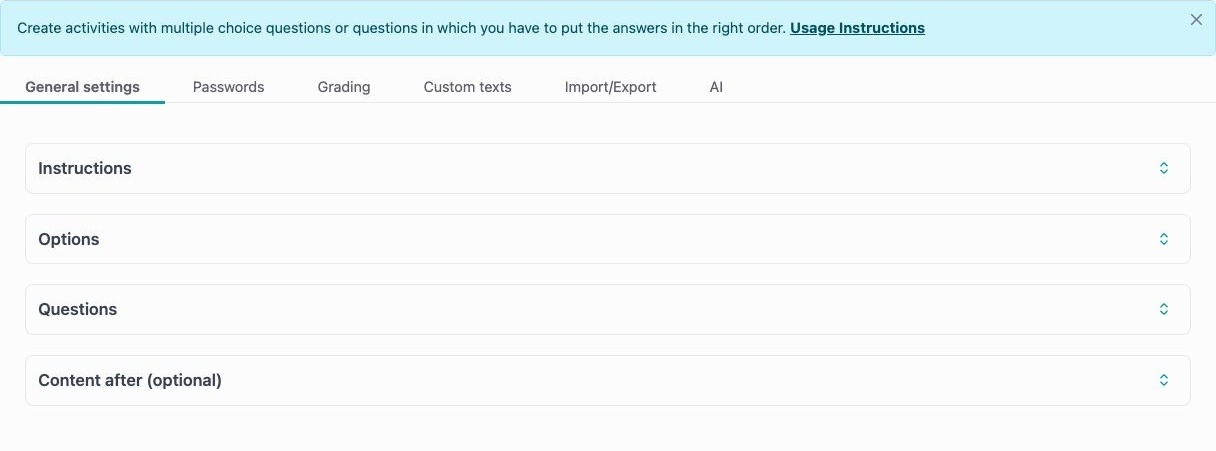 Create activities with multiple choice questions or questions in which you have to put the answers in the right order. Usage Instructions
General settings Passwords Grading Custom texts Import/Export AI
Instructions
Options
Questions
Content after (optional)